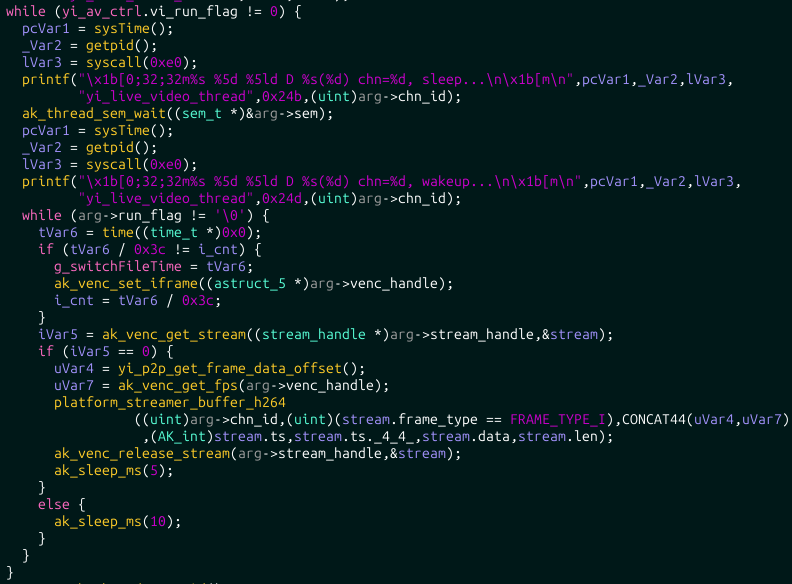 while (yi_av_ctrl.vi_run_flag != 0) {
pcVar1 = sysTime();
_Var2 = getpid();
lVar3 = syscall(0xe0);
printf("\x1b[0;32;32m%s %5d %5ld D %s(%d) chn=%d, sleep...\n\x1b[m\n",pcVar1,_Var2,lVar3,
"yi_live_video_thread",0x24b,(uint)arg->chn_id);
ak_thread_sem_wait((sem_t *)&arg->sem);
pcVar1 = sysTime();
_Var2 = getpid();
lVar3 = syscall(0xe0);
printf("\x1b[0;32;32m%s %5d %5ld D %s(%d) chn=%d, wakeup...\n\x1b[m\n",pcVar1,_Var2,lVar3,
"yi_live_video_thread",0x24d,(uint)arg->chn_id);
while (arg->run_flag != '\0') {
tVar6 = time((time_t *)0x0);
if (tVar6 / 0x3c != i_cnt) {
g_switchFileTime = tVar6;
ak_venc_set_iframe((astruct_5 *)arg->venc_handle);
i_cnt = tVar6 / 0x3c;
}
iVar5 = ak_venc_get_stream((stream_handle *)arg->stream_handle,&stream);
if (iVar5 == 0) {
uVar4 = yi_p2p_get_frame_data_offset();
uVar7 = ak_venc_get_fps(arg->venc_handle);
platform_streamer_buffer_h264
((uint)arg->chn_id,(uint)(stream.frame_type == FRAME_TYPE_I),CONCAT44(uVar4,uVar7)
,(AK_int)stream.ts,stream.ts._4_4_,stream.data,stream.len);
ak_venc_release_stream(arg->stream_handle,&stream);
ak_sleep_ms(5);
}
else {
ak_sleep_ms(10);
}
}
}